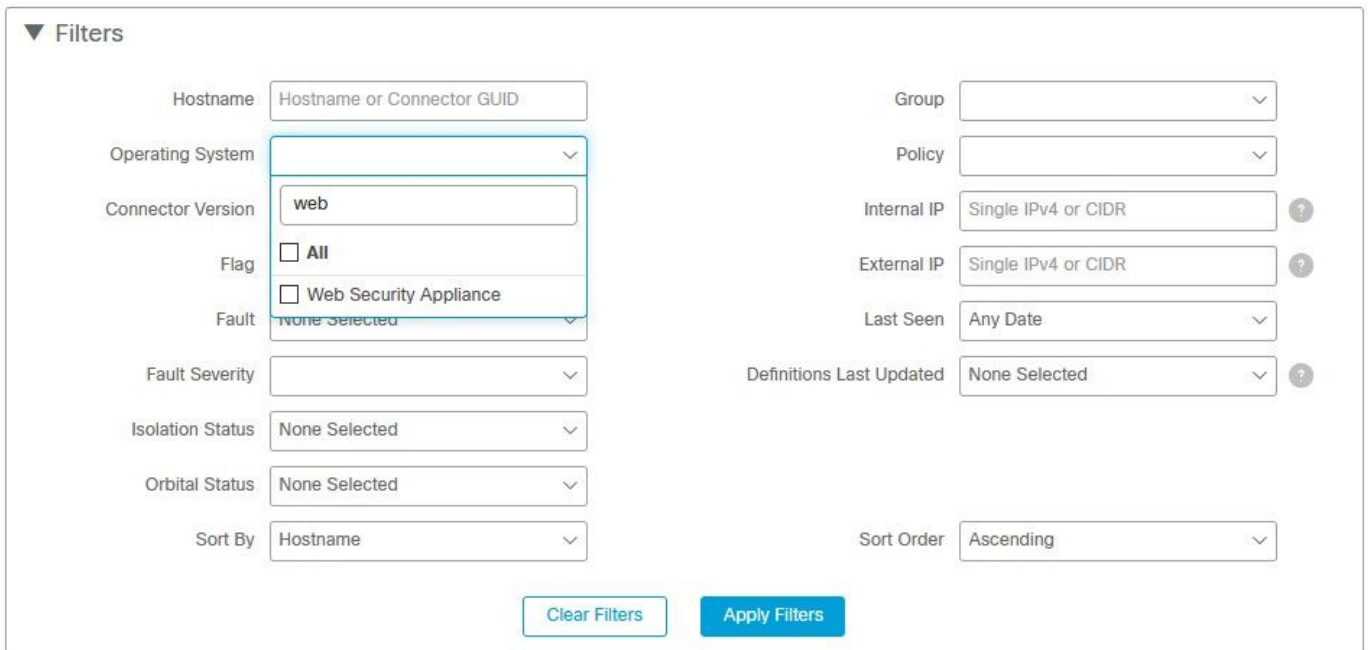 Filters
Hostname
Hostname or Connector GUID
Group
Operating System
Policy
Connector Version
web
Internal IP
Single IPv4 or CIDR
?
Flag
All
External IP
Single IPv4 or CIDR
?
Web Security Appliance
Fault
None Selected
Last Seen
Any Date
Fault Severity
Definitions Last Updated
None Selected
?
Isolation Status
None Selected
Orbital Status
None Selected
Sort By
Hostname
Sort Order
Ascending
Clear Filters
Apply Filters